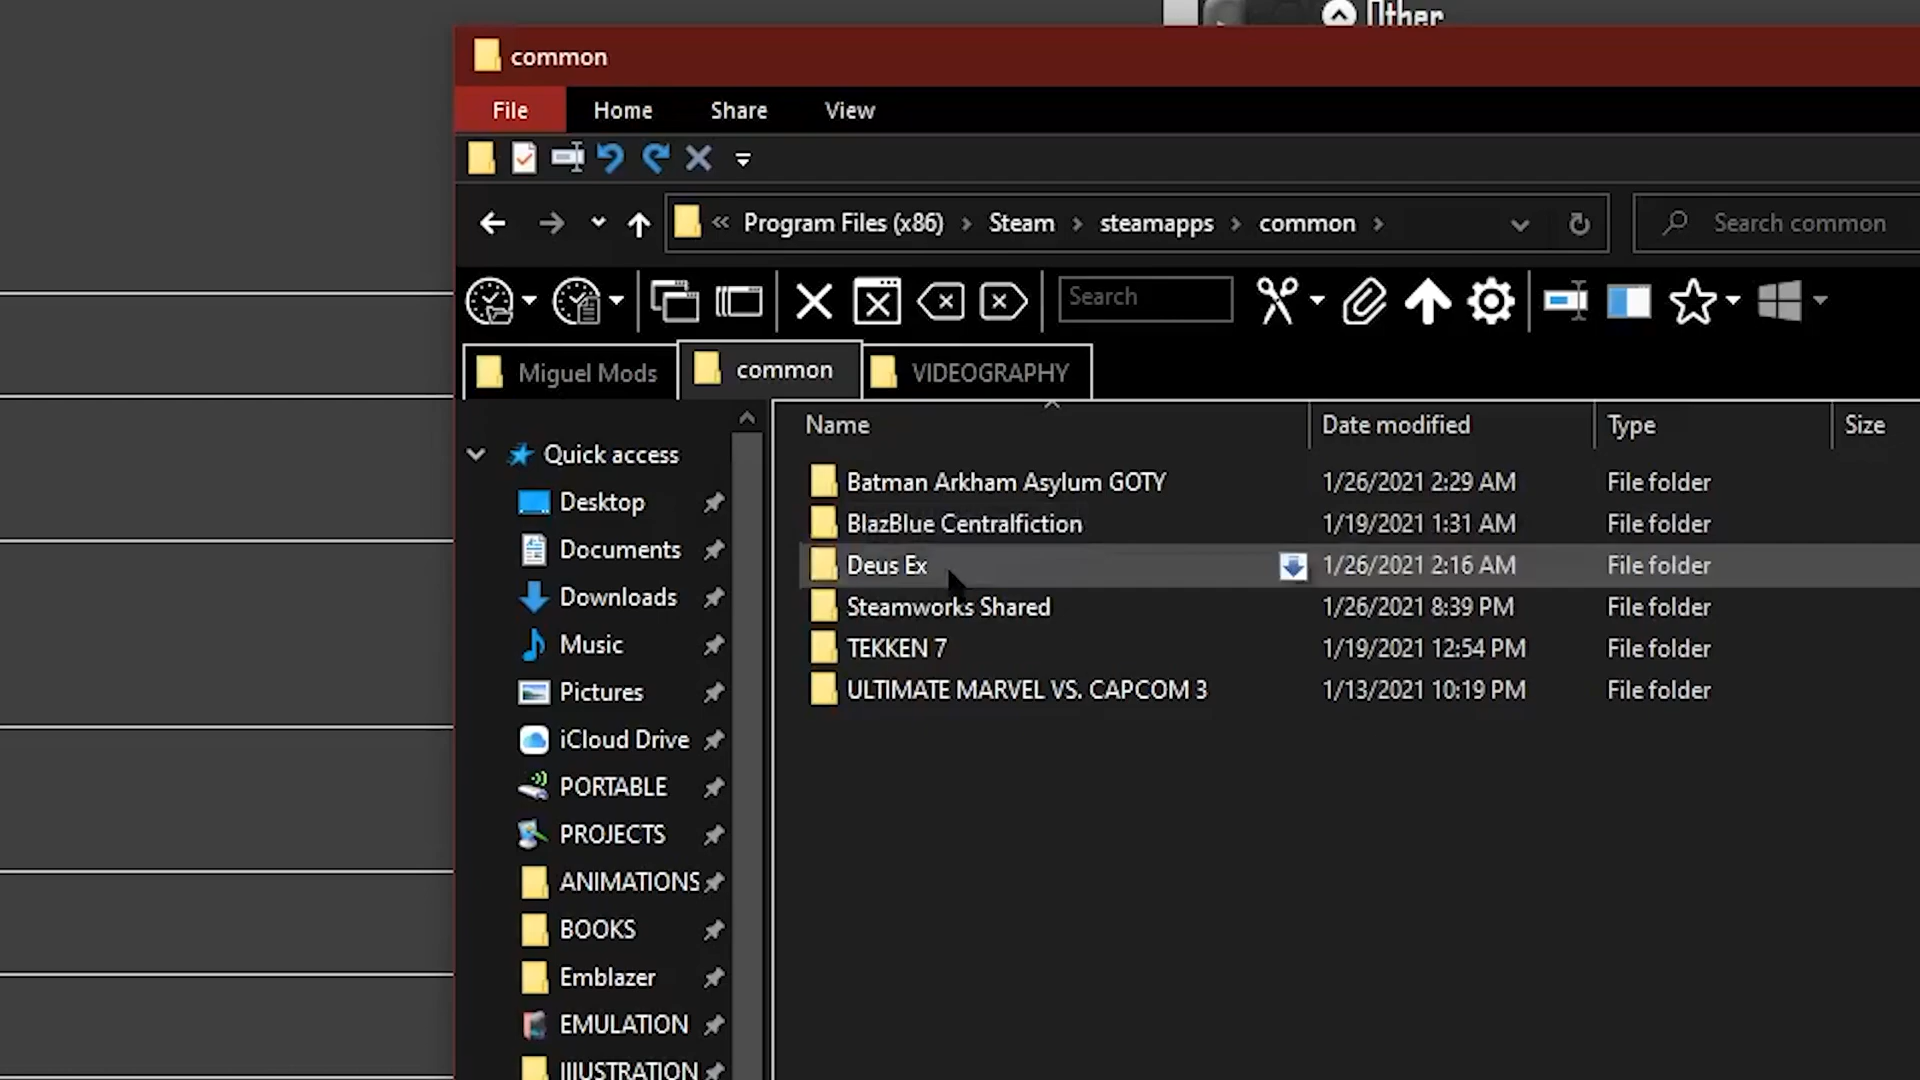 Other
common
File Home Share View
« Program Files (x86) › Steam › steamapps › common ›
Search common
Search
Miguel Mods common VIDEOGRAPHY
Name Date modified Type Size
Quick access
Desktop
Documents
Downloads
Music
Pictures
iCloud Drive
PORTABLE
PROJECTS
ANIMATIONS
BOOKS
Emblazer
EMULATION
ILLUSTRATION
Batman Arkham Asylum GOTY 1/26/2021 2:29 AM File folder
BlazBlue Centralfiction 1/19/2021 1:31 AM File folder
Deus Ex 1/26/2021 2:16 AM File folder
Steamworks Shared 1/26/2021 8:39 PM File folder
TEKKEN 7 1/19/2021 12:54 PM File folder
ULTIMATE MARVEL VS. CAPCOM 3 1/13/2021 10:19 PM File folder